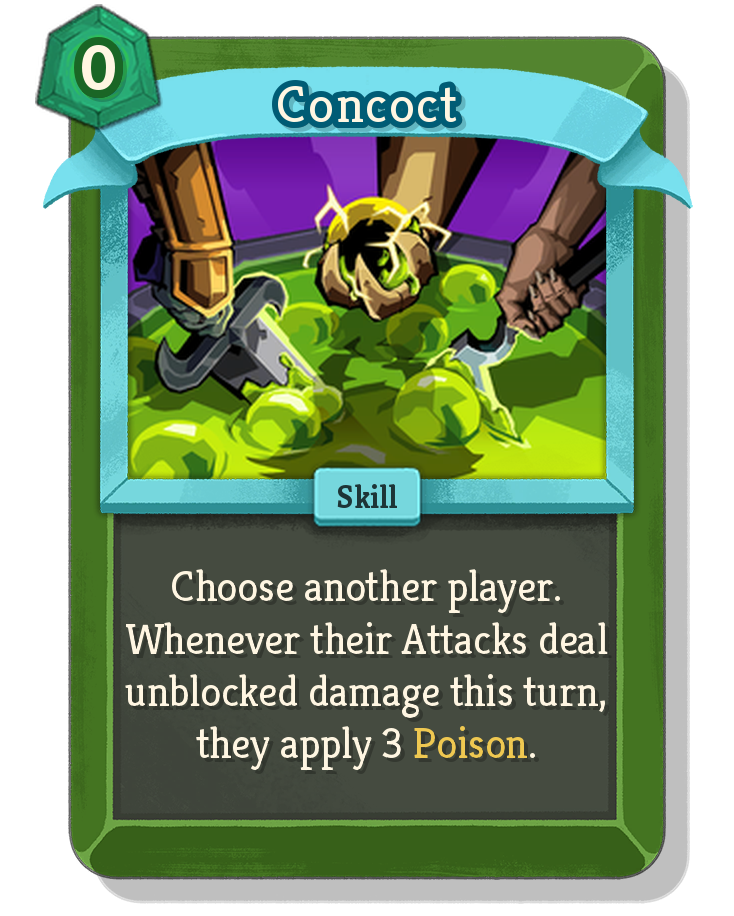 0
Concoct
Skill
Choose another player.
Whenever their Attacks deal
unblocked damage this turn,
they apply 3 Poison.